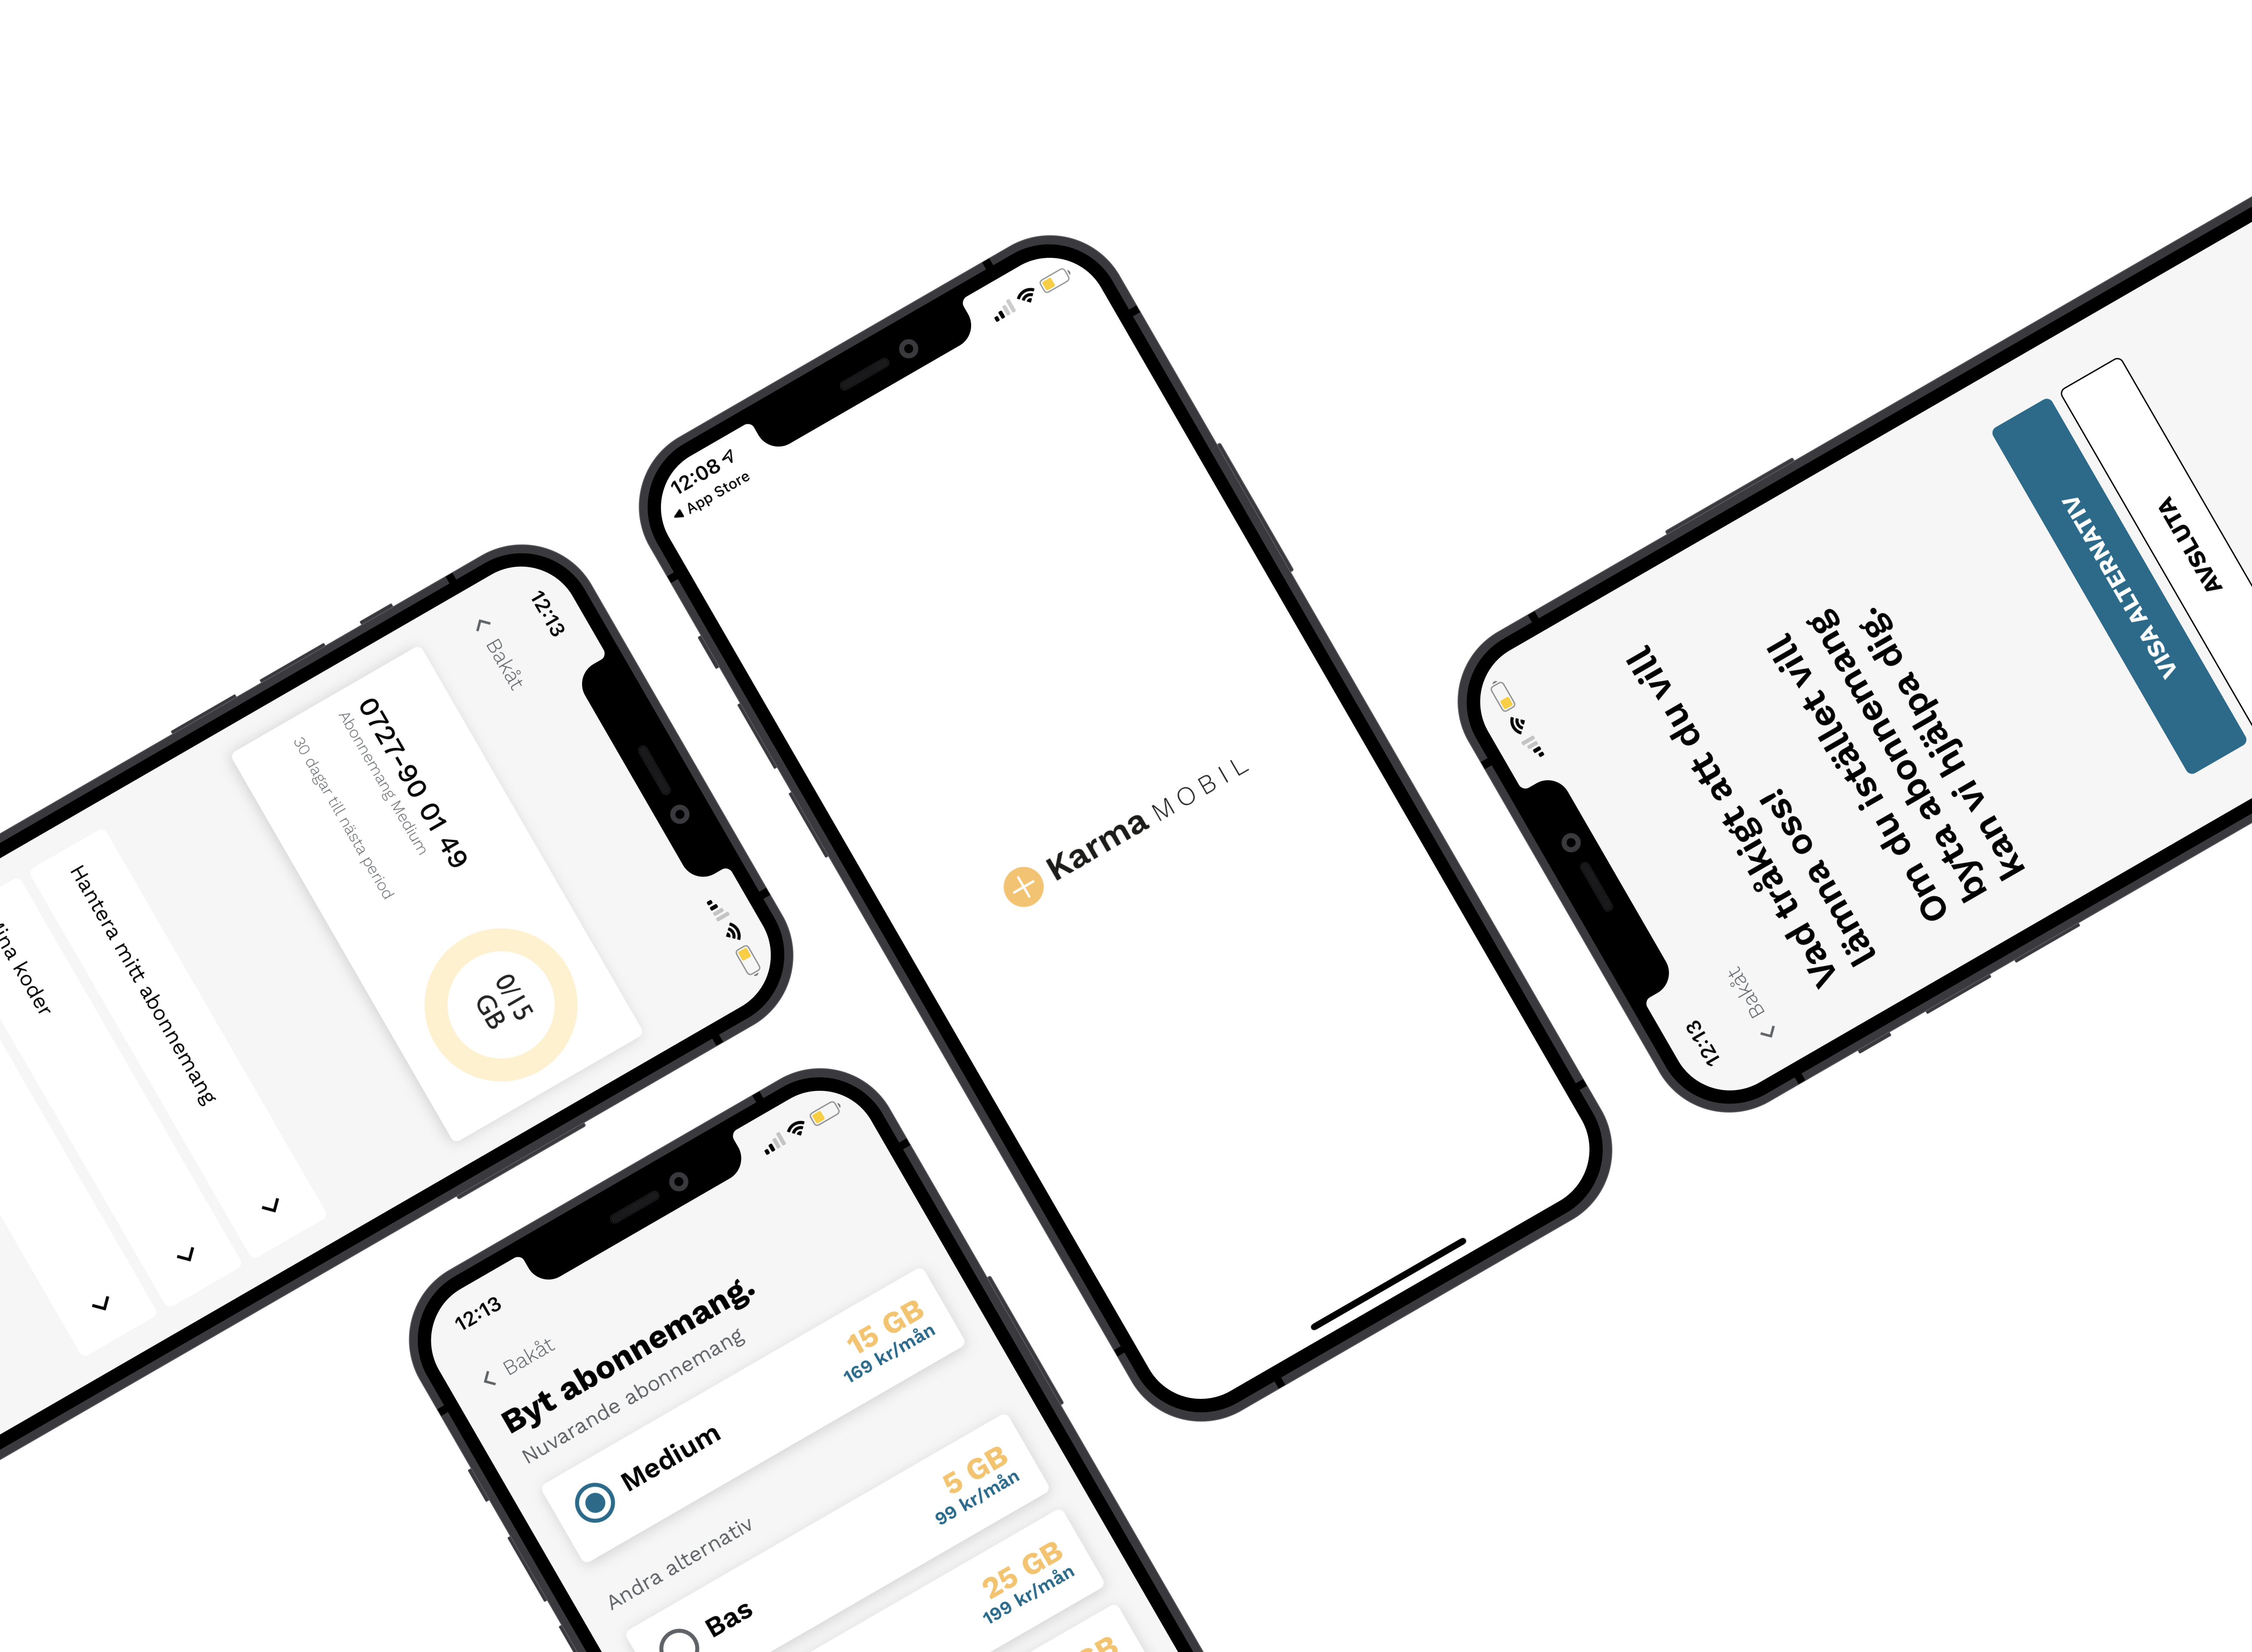 12:13
Bakåt
0727-90 01 49
Abonnemang Medium
30 dagar till nästa period
0/15
GB
Hantera mitt abonnemang
koder
12:08
App Store
Karma MOBIL
12:13
Bakåt
Byt abonnemang.
Nuvarande abonnemang
Medium
15 GB
169 kr/mån
Andra alternativ
Bas
5 GB
99 kr/mån
25 GB
199 kr/mån
GB
12:13
Bakåt
Vad tråkigt att du vill
lämna oss!
Om du istället vill
byta abonnemang
kan vi hjälpa dig.
VISA ALTERNATIV
AVSLUTA